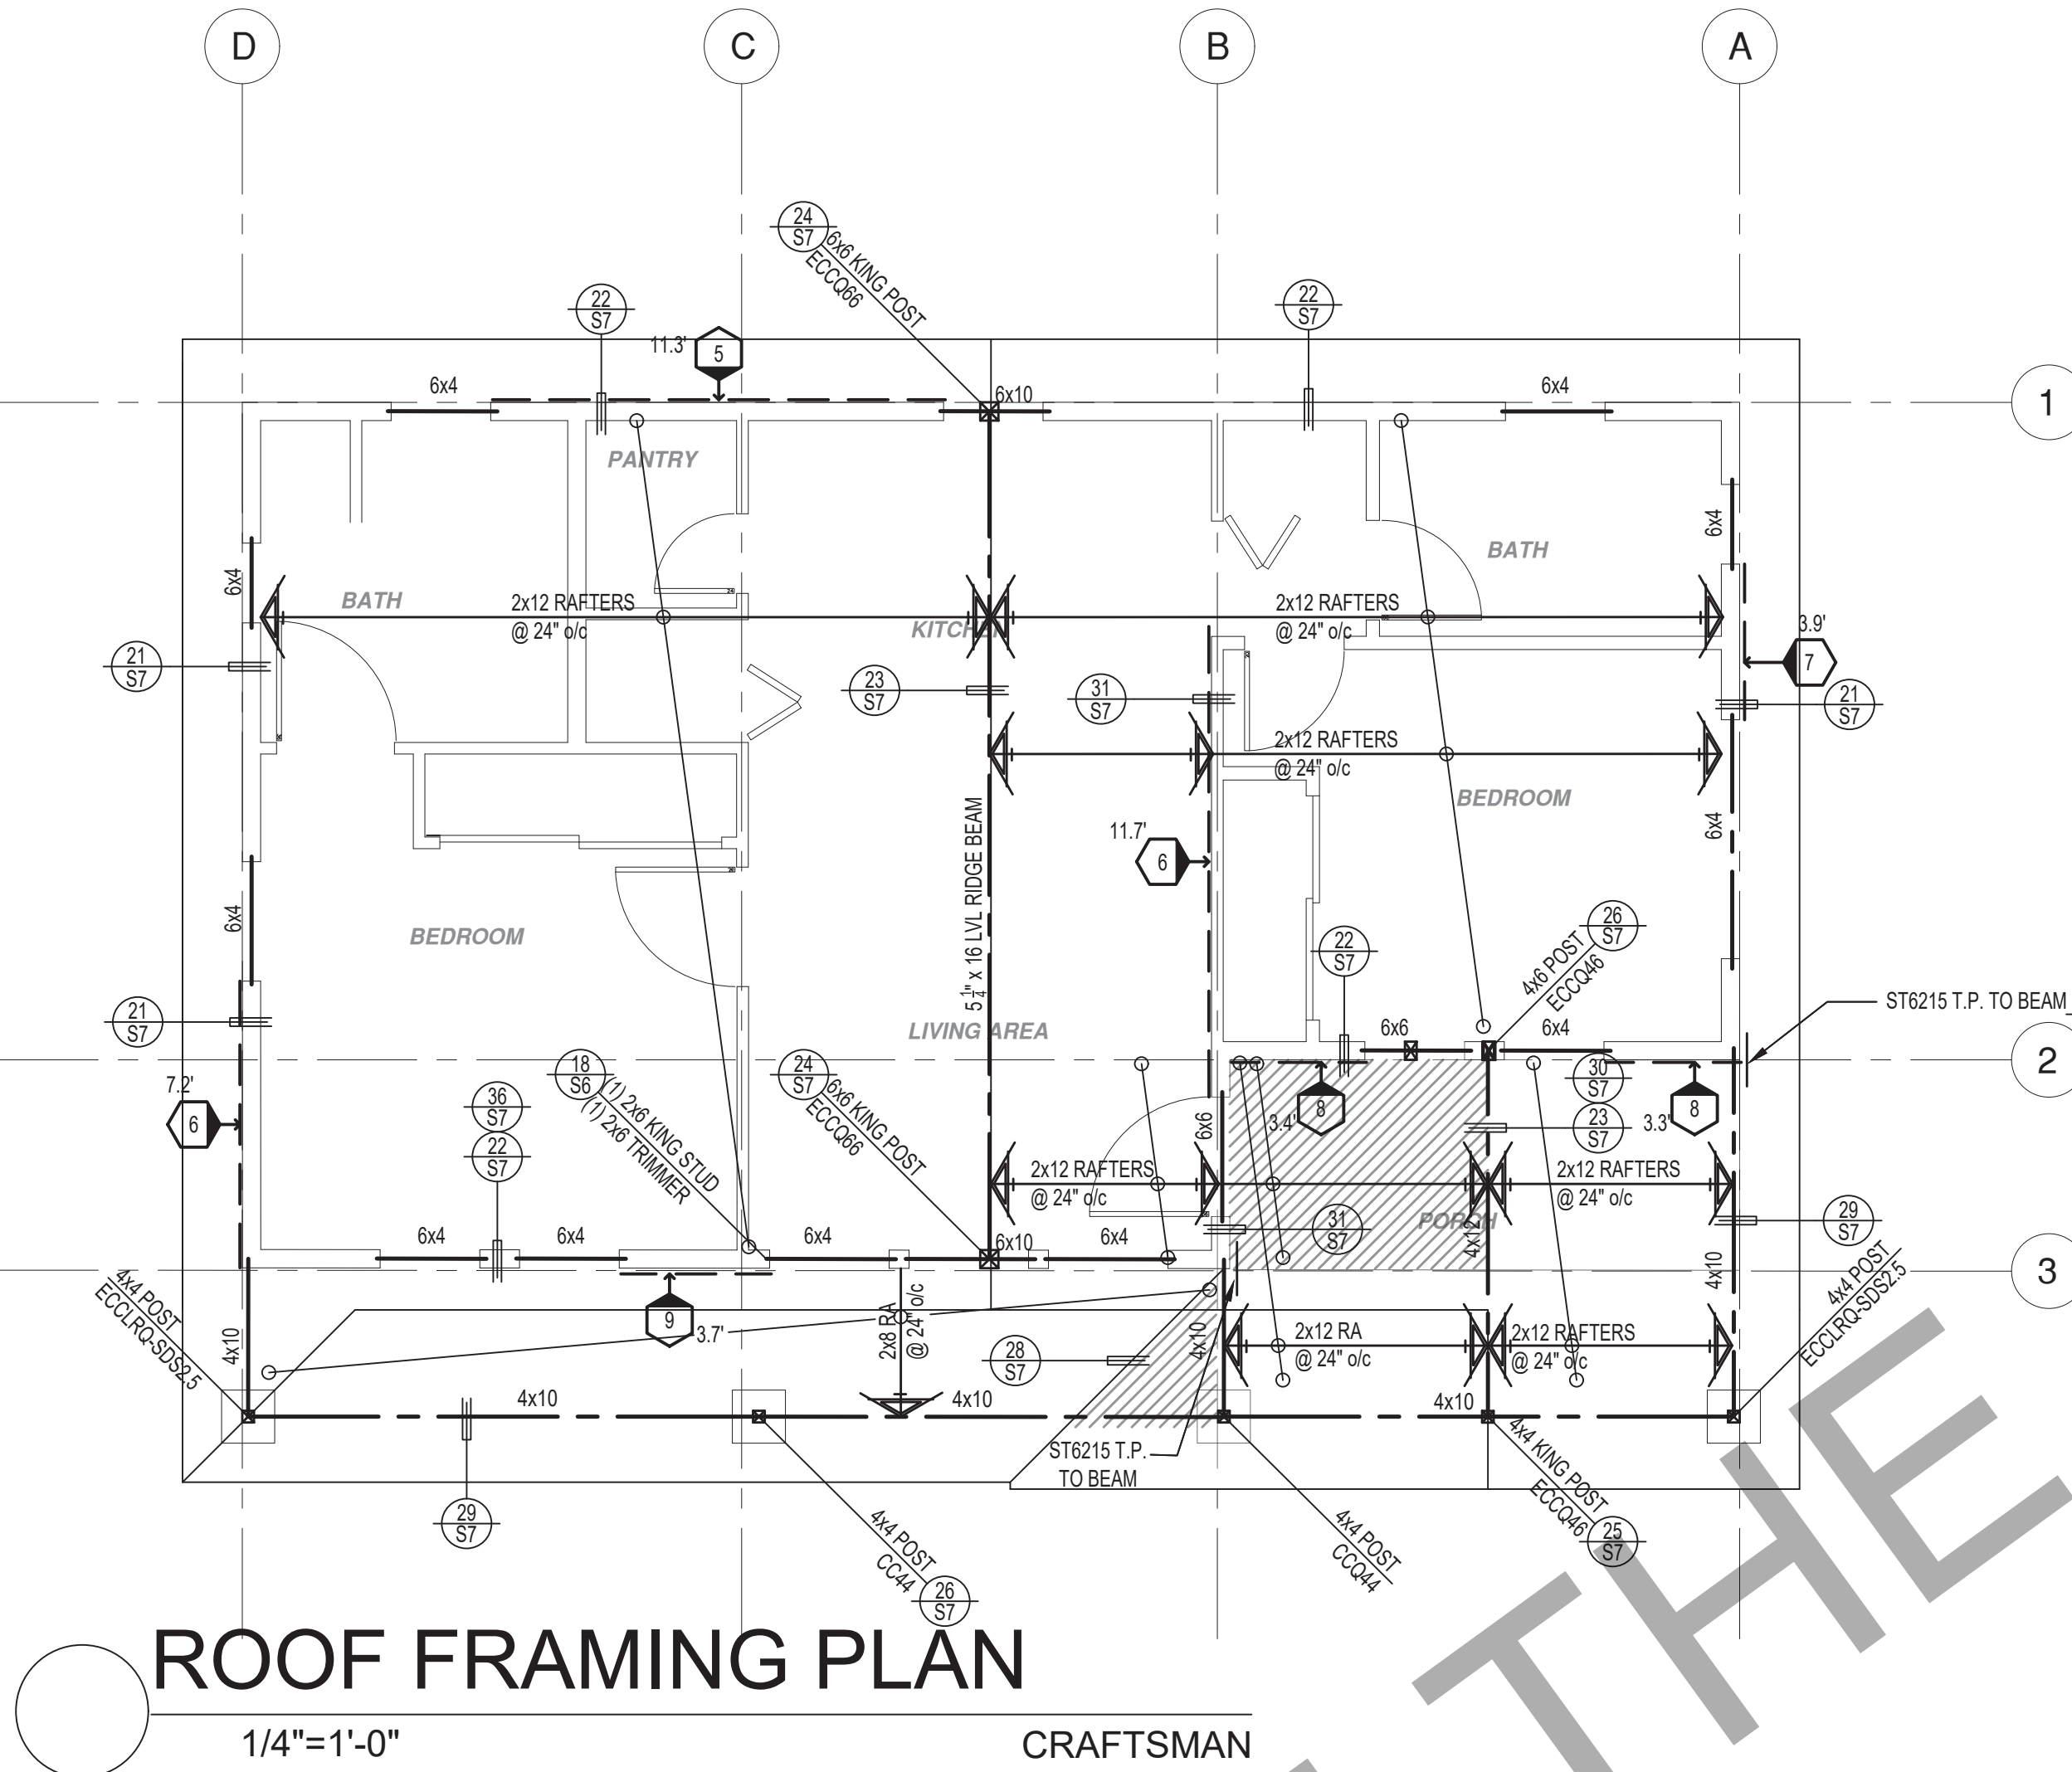 D
C
B
A
24
S7
6x6 KING POST
ECCQ66
22
S7
22
S7
11.3'
5
6x4
6x10
6x4
1
PANTRY
BATH
6x4
6x4
BATH
2x12 RAFTERS
@ 24" o/c
KITCHEN
2x12 RAFTERS
@ 24" o/c
3.9'
7
21
S7
23
S7
31
S7
21
S7
2x12 RAFTERS
@ 24" o/c
BEDROOM
5 1/4" x 16 LVL RIDGE BEAM
11.7'
6
6x4
6x4
BEDROOM
22
S7
4x6 POST
ECCQ46
26
S7
21
S7
LIVING AREA
6x6
6x4
ST6215 T.P. TO BEAM
2
18
S6
(1) 2x6 KING STUD
(1) 2x6 TRIMMER
24
S7
6x6 KING POST
ECCQ66
30
S7
23
S7
7.2'
6
36
S7
22
S7
6x6
3.4'
8
3.3'
8
2x12 RAFTERS
@ 24" o/c
2x12 RAFTERS
@ 24" o/c
31
S7
PORCH
4x12
29
S7
6x4
6x4
6x4
6x10
6x4
4x10
3
4x4 POST
ECCLRQ-SDS2.5
4x10
9
3.7'
2x8 RA
@ 24" o/c
28
S7
4x10
2x12 RA
@ 24" o/c
2x12 RAFTERS
@ 24" o/c
4x4 POST
ECCLRQ-SDS2.5
4x10
4x10
4x10
ST6215 T.P.
TO BEAM
29
S7
4x4 POST
CC44
26
S7
4x4 POST
CCQ44
4x4 KING POST
ECCQ46
25
S7
ROOF FRAMING PLAN
1/4"=1'-0"
CRAFTSMAN
THE